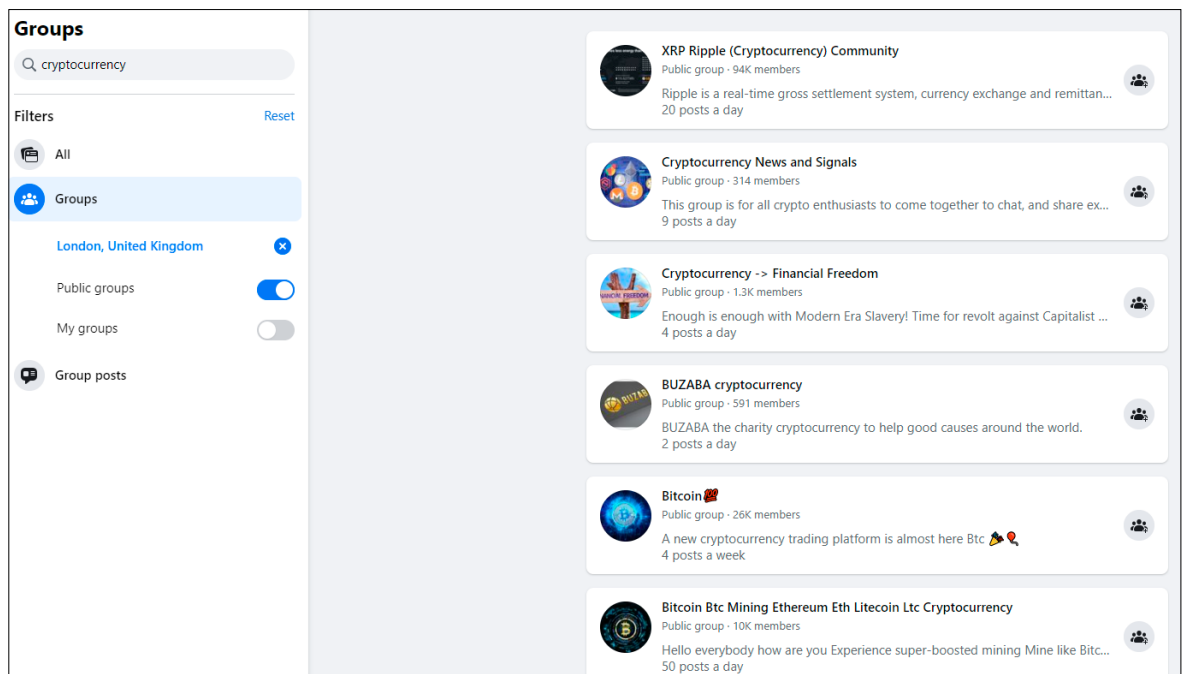 Groups
cryptocurrency
Filters
Reset
All
Groups
London, United Kingdom
Public groups
My groups
Group posts
XRP Ripple (Cryptocurrency) Community
Public group · 94K members
Ripple is a real-time gross settlement system, currency exchange and remittan...
20 posts a day
Cryptocurrency News and Signals
Public group · 314 members
This group is for all crypto enthusiasts to come together to chat, and share ex...
9 posts a day
FINANCIAL FREEDOM
Cryptocurrency -> Financial Freedom
Public group · 1.3K members
Enough is enough with Modern Era Slavery! Time for revolt against Capitalist ...
4 posts a day
BUZAB
BUZABA cryptocurrency
Public group · 591 members
BUZABA the charity cryptocurrency to help good causes around the world.
2 posts a day
Bitcoin💯
Public group · 26K members
A new cryptocurrency trading platform is almost here Btc 🎉🎈
4 posts a week
Bitcoin Btc Mining Ethereum Eth Litecoin Ltc Cryptocurrency
Public group · 10K members
Hello everybody how are you Experience super-boosted mining Mine like Bitc...
50 posts a day